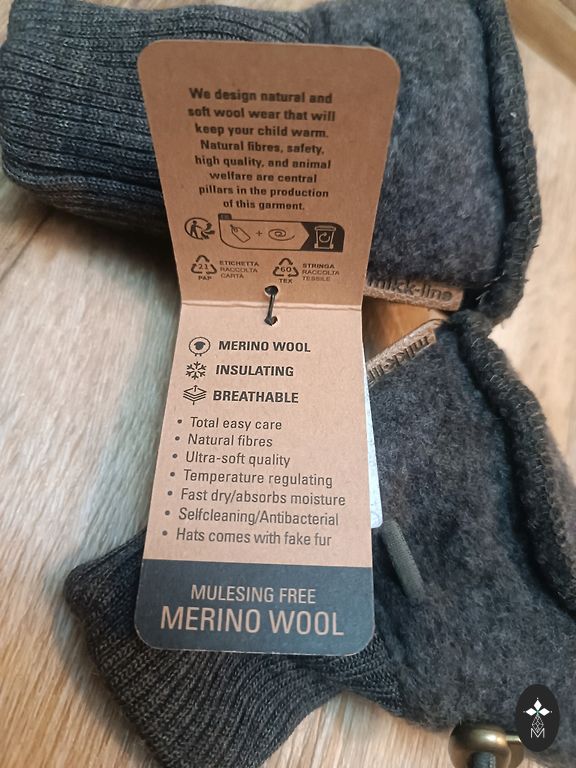 We design natural and
soft wool wear that will
keep your child warm.
Natural fibres, safety,
high quality, and animal
welfare are central
pillars in the production
of this garment.
+
21
PAP
ETICHETTA
RACCOLTA
CARTA
60
TEX
STRINGA
RACCOLTA
TESSILE
mikk-line
MERINO WOOL
INSULATING
BREATHABLE
• Total easy care
• Natural fibres
• Ultra-soft quality
• Temperature regulating
• Fast dry/absorbs moisture
• Selfcleaning/Antibacterial
• Hats comes with fake fur
MULESING FREE
MERINO WOOL
M